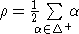 ρ = ½ ∑_{α∈△⁺} α